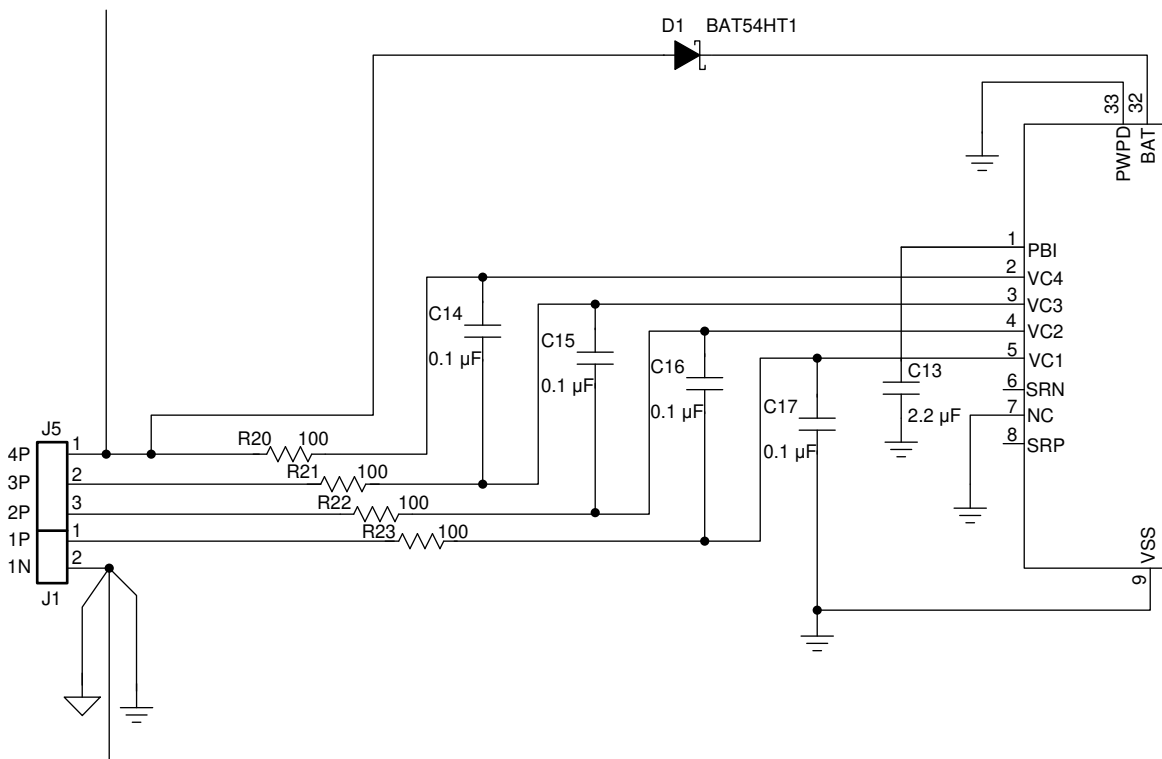 D1 BAT54HT1
33
32
PWPD
BAT
1 PBI
2 VC4
3 VC3
C14
4 VC2
C15
0.1 µF
5 VC1
C16
C13
0.1 µF
6 SRN
C17
0.1 µF
2.2 µF
7 NC
J5
R20 100
8 SRP
4P 1
0.1 µF
R21 100
3P 2
R22 100
2P 3
R23 100
1P 1
1N 2
VSS
9
J1